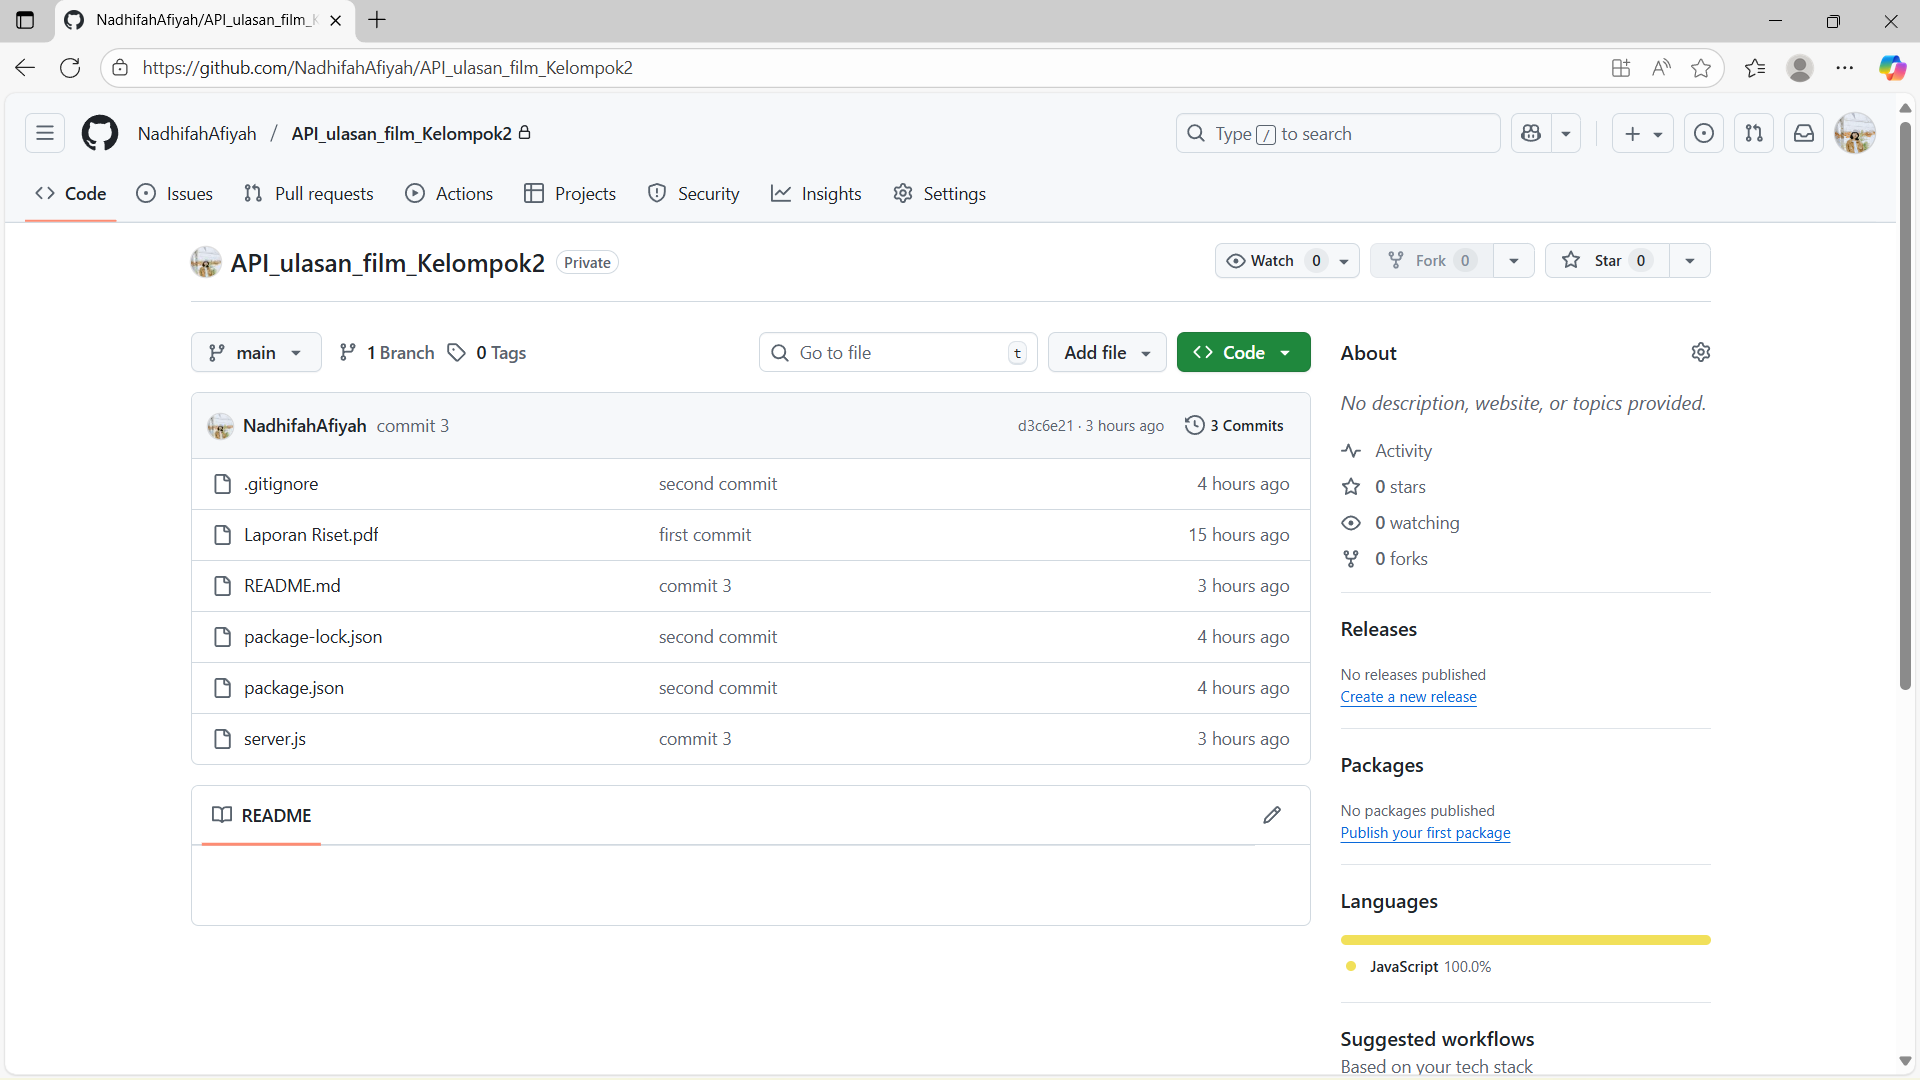 NadhifahAfiyah/API_ulasan_film_K
https://github.com/NadhifahAfiyah/API_ulasan_film_Kelompok2
NadhifahAfiyah / API_ulasan_film_Kelompok2
Type / to search
Code
Issues
Pull requests
Actions
Projects
Security
Insights
Settings
API_ulasan_film_Kelompok2 Private
Watch 0
Fork 0
Star 0
main
1 Branch
0 Tags
Go to file t
Add file
Code
NadhifahAfiyah commit 3 d3c6e21 · 3 hours ago 3 Commits
.gitignore second commit 4 hours ago
Laporan Riset.pdf first commit 15 hours ago
README.md commit 3 3 hours ago
package-lock.json second commit 4 hours ago
package.json second commit 4 hours ago
server.js commit 3 3 hours ago
README
About
No description, website, or topics provided.
Activity
0 stars
0 watching
0 forks
Releases
No releases published
Create a new release
Packages
No packages published
Publish your first package
Languages
JavaScript 100.0%
Suggested workflows
Based on your tech stack